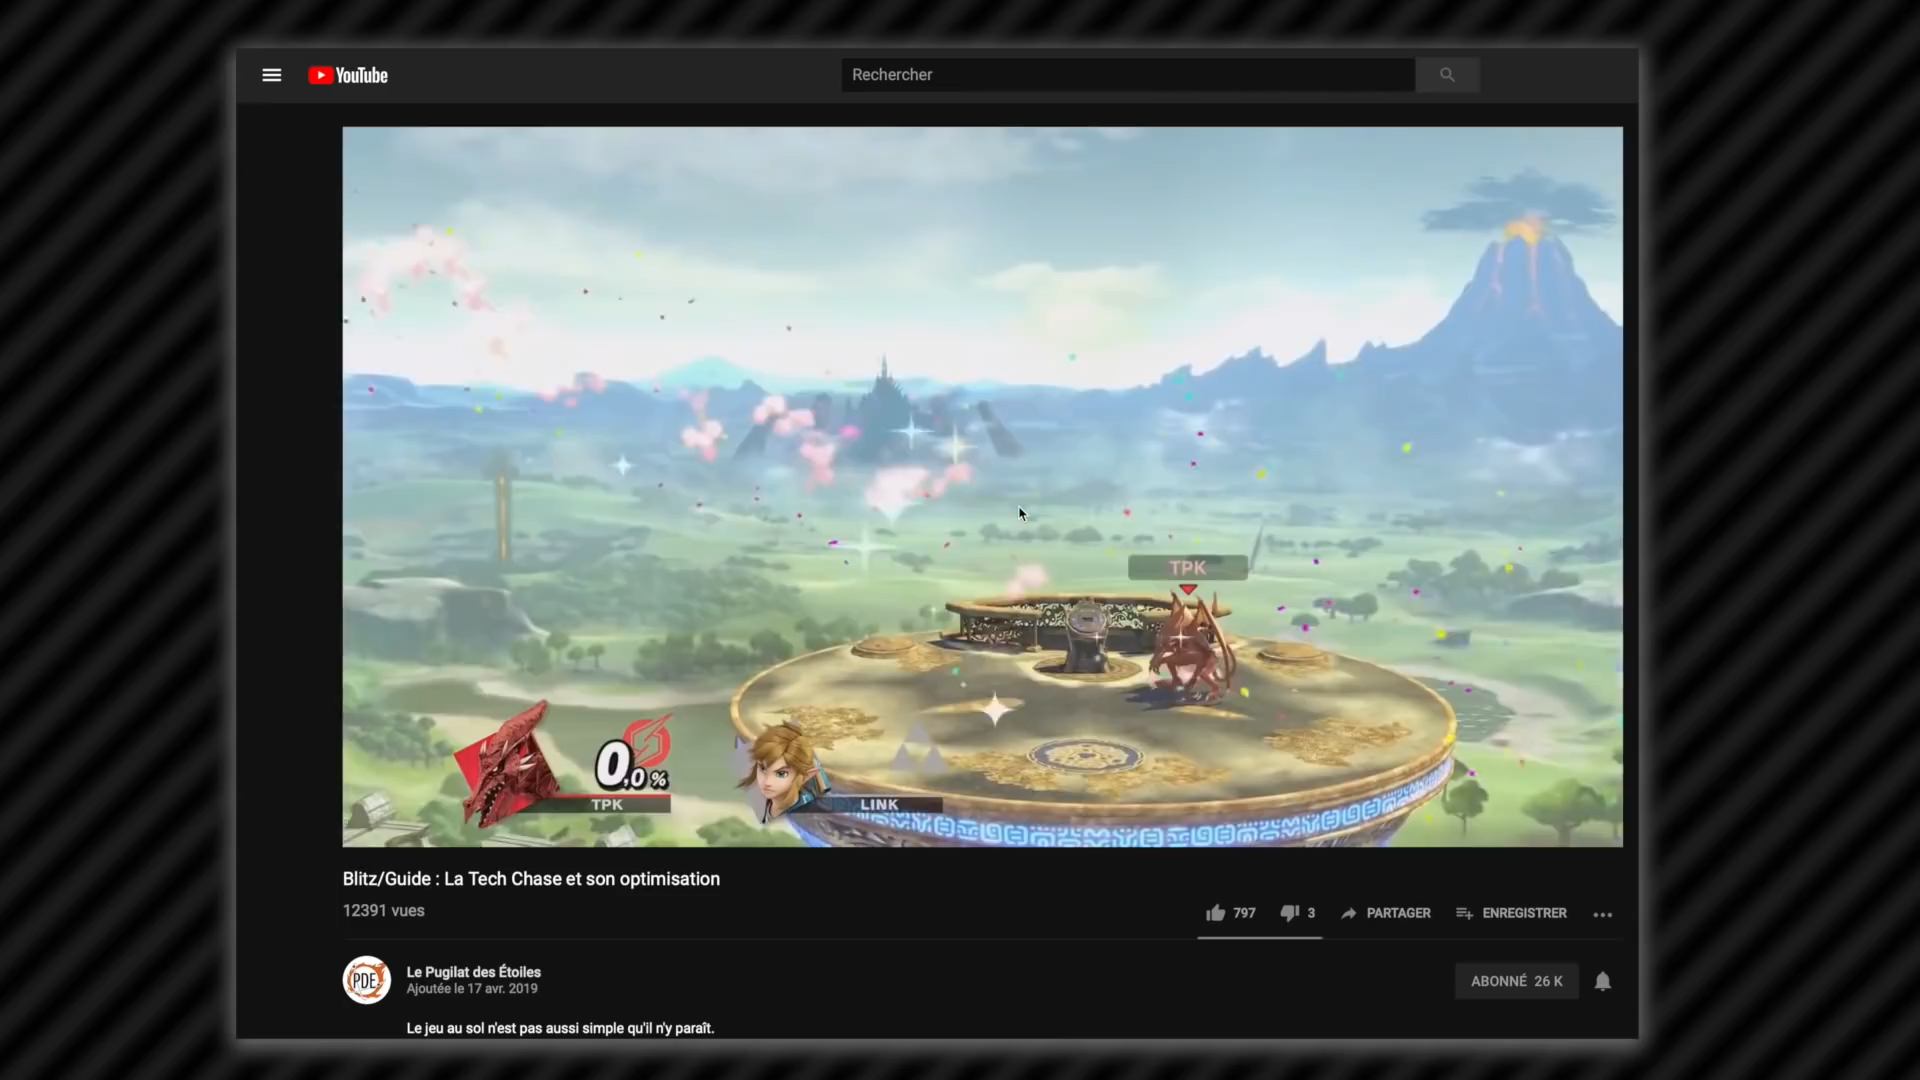 YouTube
Rechercher
TPK
0,0%
TPK
LINK
Blitz/Guide : La Tech Chase et son optimisation
12391 vues
797
3
PARTAGER
ENREGISTRER
PDE
Le Pugilat des Étoiles
Ajoutée le 17 avr. 2019
ABONNÉ 26 K
Le jeu au sol n'est pas aussi simple qu'il n'y paraît.